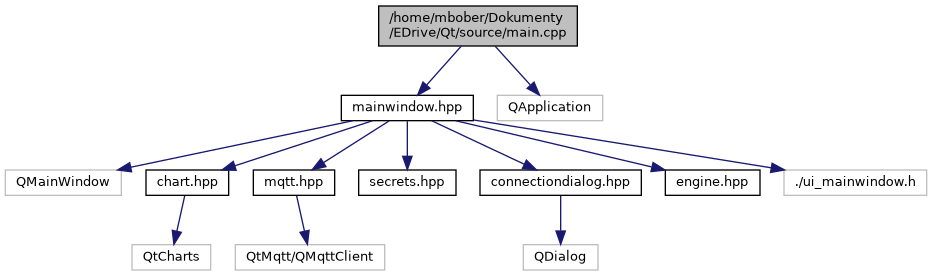 /home/mbober/Dokumenty
/EDrive/Qt/source/main.cpp
mainwindow.hpp
QApplication
QMainWindow
chart.hpp
mqtt.hpp
secrets.hpp
connectiondialog.hpp
engine.hpp
./ui_mainwindow.h
QtCharts
QtMqtt/QMqttClient
QDialog